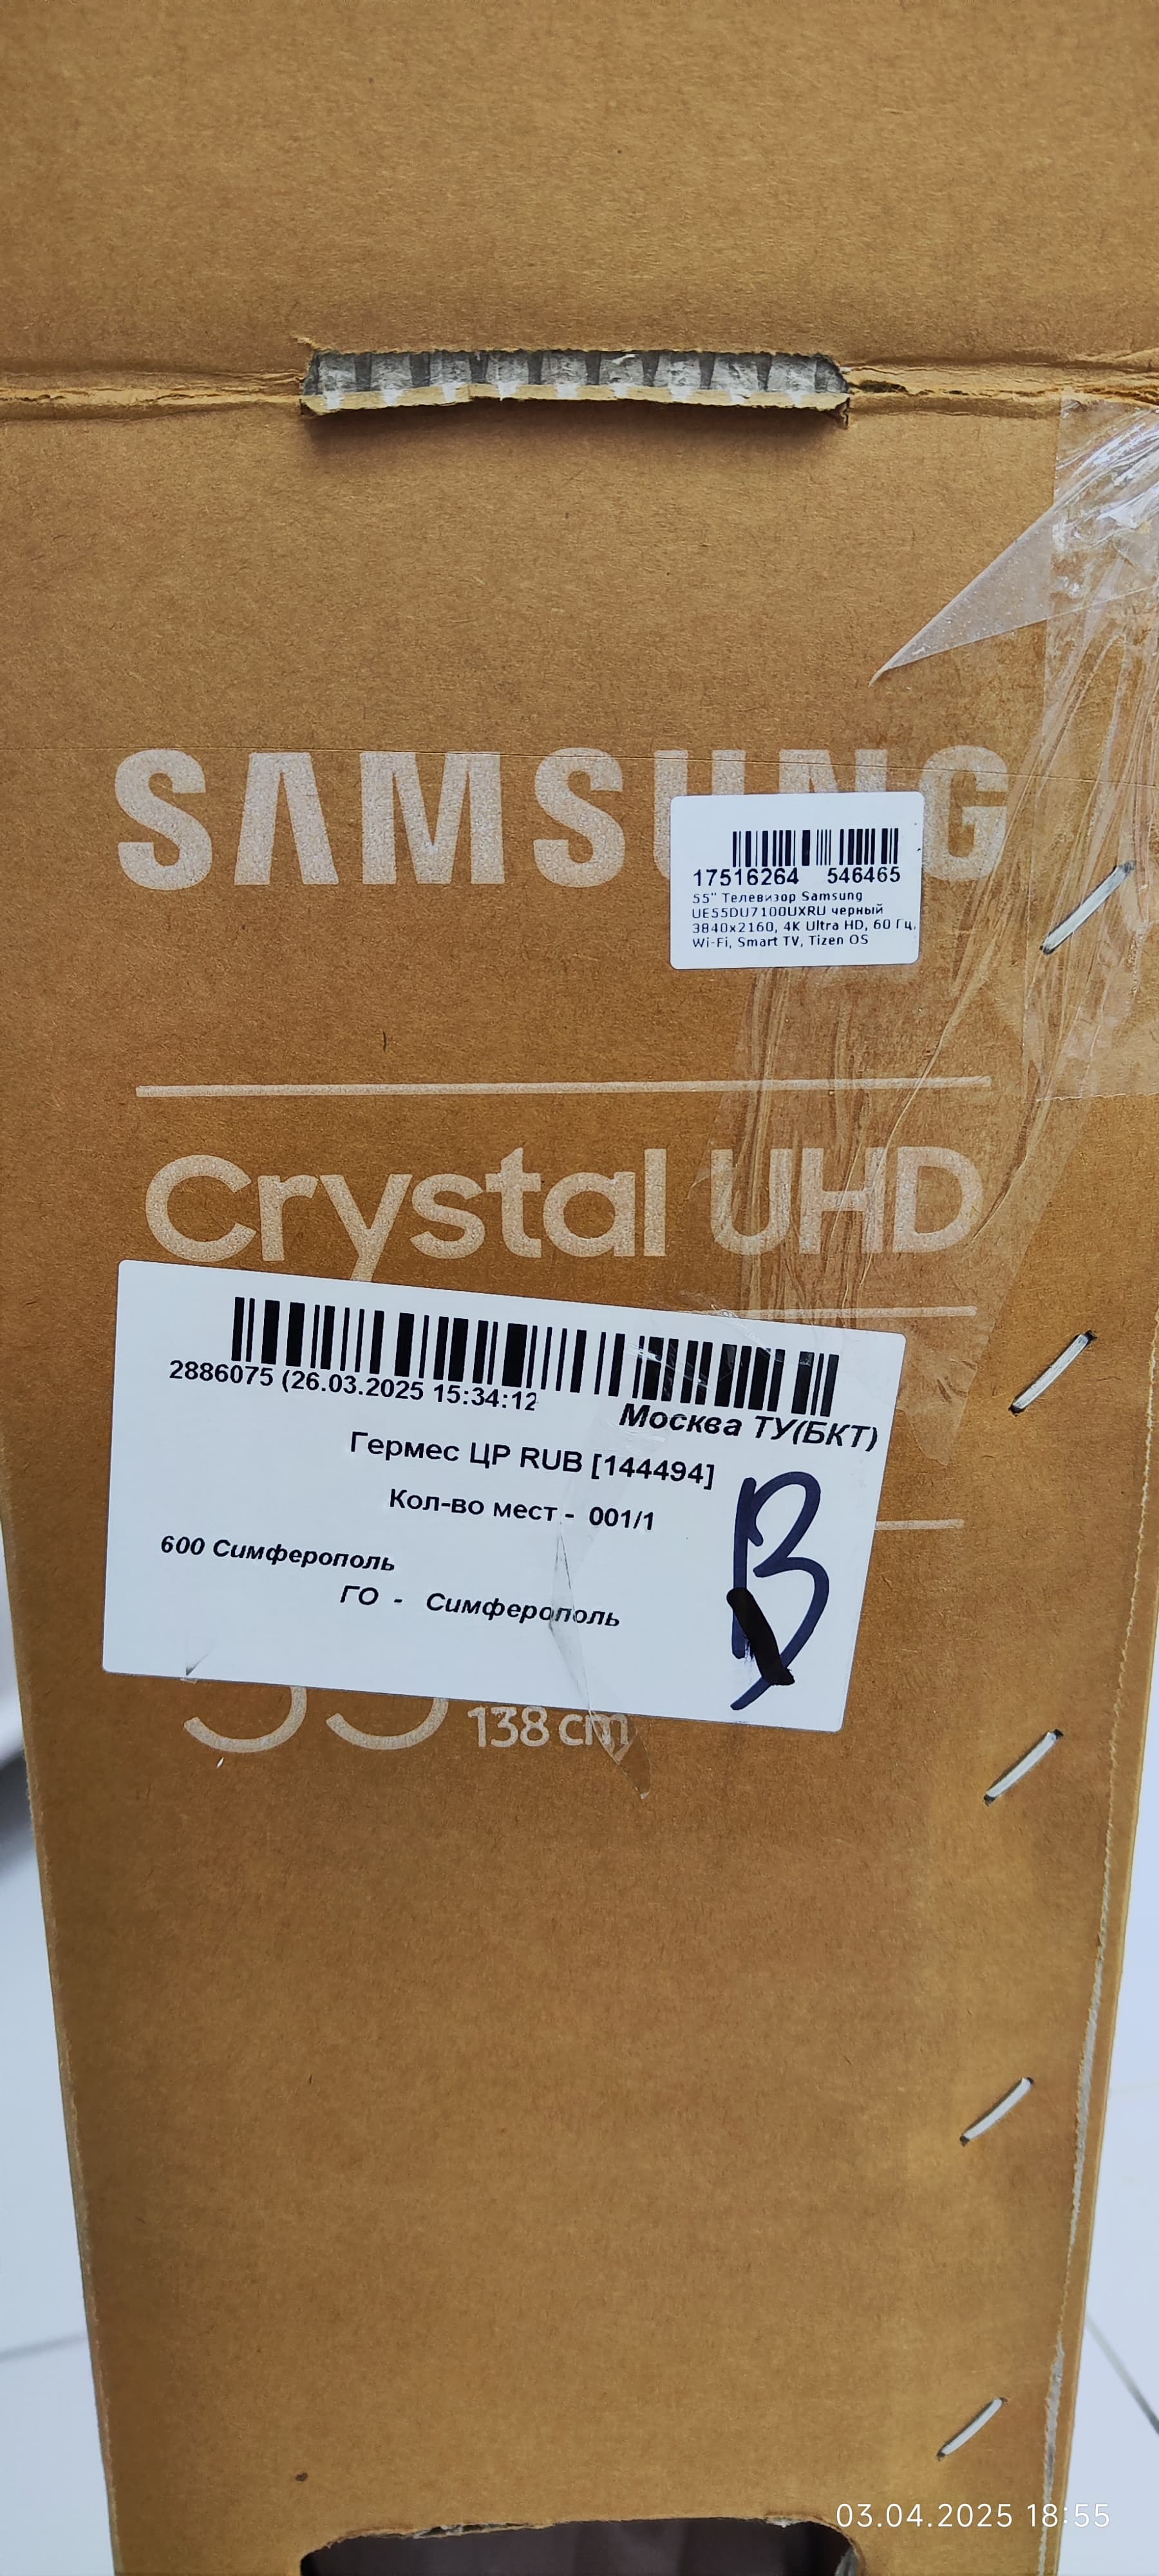 SAMSUNG
17516264 546465
55" Телевизор Samsung
UE55DU7100UXRU черный
3840x2160, 4K Ultra HD, 60 Гц,
Wi-Fi, Smart TV, Tizen OS
Crystal UHD
2886075 (26.03.2025 15:34:12
Москва ТУ(БКТ)
Гермес ЦР RUB [144494]
Кол-во мест - 001/1
В
600 Симферополь
ГО - Симферополь
55 138 cm
03.04.2025 18:55